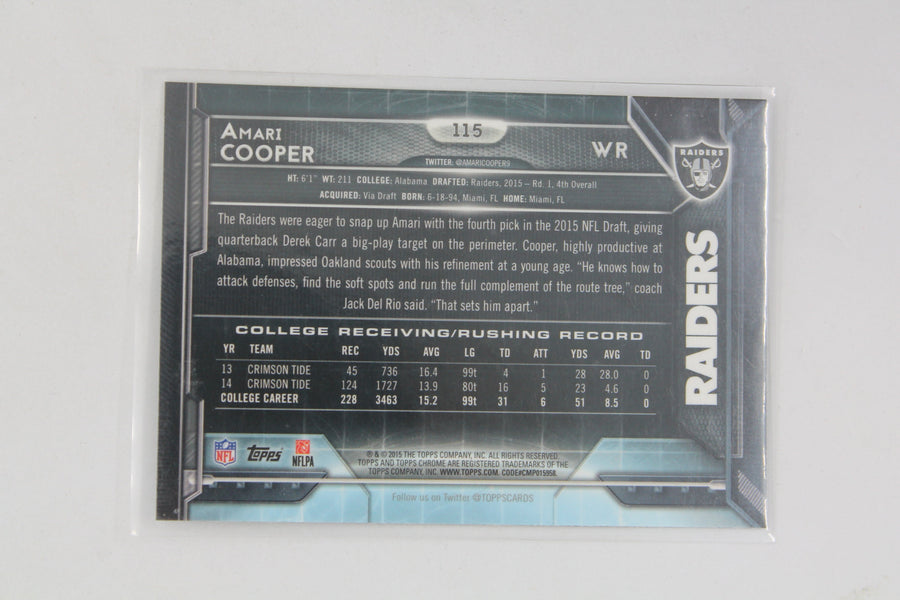 AMARI
COOPER
115
WR
TWITTER: @AMARICOOPER9
RAIDERS
HT: 6'1" WT: 211 COLLEGE: Alabama DRAFTED: Raiders, 2015 – Rd. 1, 4th Overall
ACQUIRED: Via Draft BORN: 6-18-94, Miami, FL HOME: Miami, FL
The Raiders were eager to snap up Amari with the fourth pick in the 2015 NFL Draft, giving
quarterback Derek Carr a big-play target on the perimeter. Cooper, highly productive at
Alabama, impressed Oakland scouts with his refinement at a young age. “He knows how to
attack defenses, find the soft spots and run the full complement of the route tree,” coach
Jack Del Rio said. “That sets him apart.”
RAIDERS
COLLEGE RECEIVING/RUSHING RECORD
YR TEAM REC YDS AVG LG TD ATT YDS AVG TD
13 CRIMSON TIDE 45 736 16.4 99t 4 1 28 28.0 0
14 CRIMSON TIDE 124 1727 13.9 80t 16 5 23 4.6 0
COLLEGE CAREER 228 3463 15.2 99t 31 6 51 8.5 0
NFL
Topps
NFLPA
® & © 2015 THE TOPPS COMPANY, INC. ALL RIGHTS RESERVED.
TOPPS AND TOPPS CHROME ARE REGISTERED TRADEMARKS OF THE
TOPPS COMPANY, INC. WWW.TOPPS.COM. CODE#CMP015958.
Follow us on Twitter @TOPPSCARDS